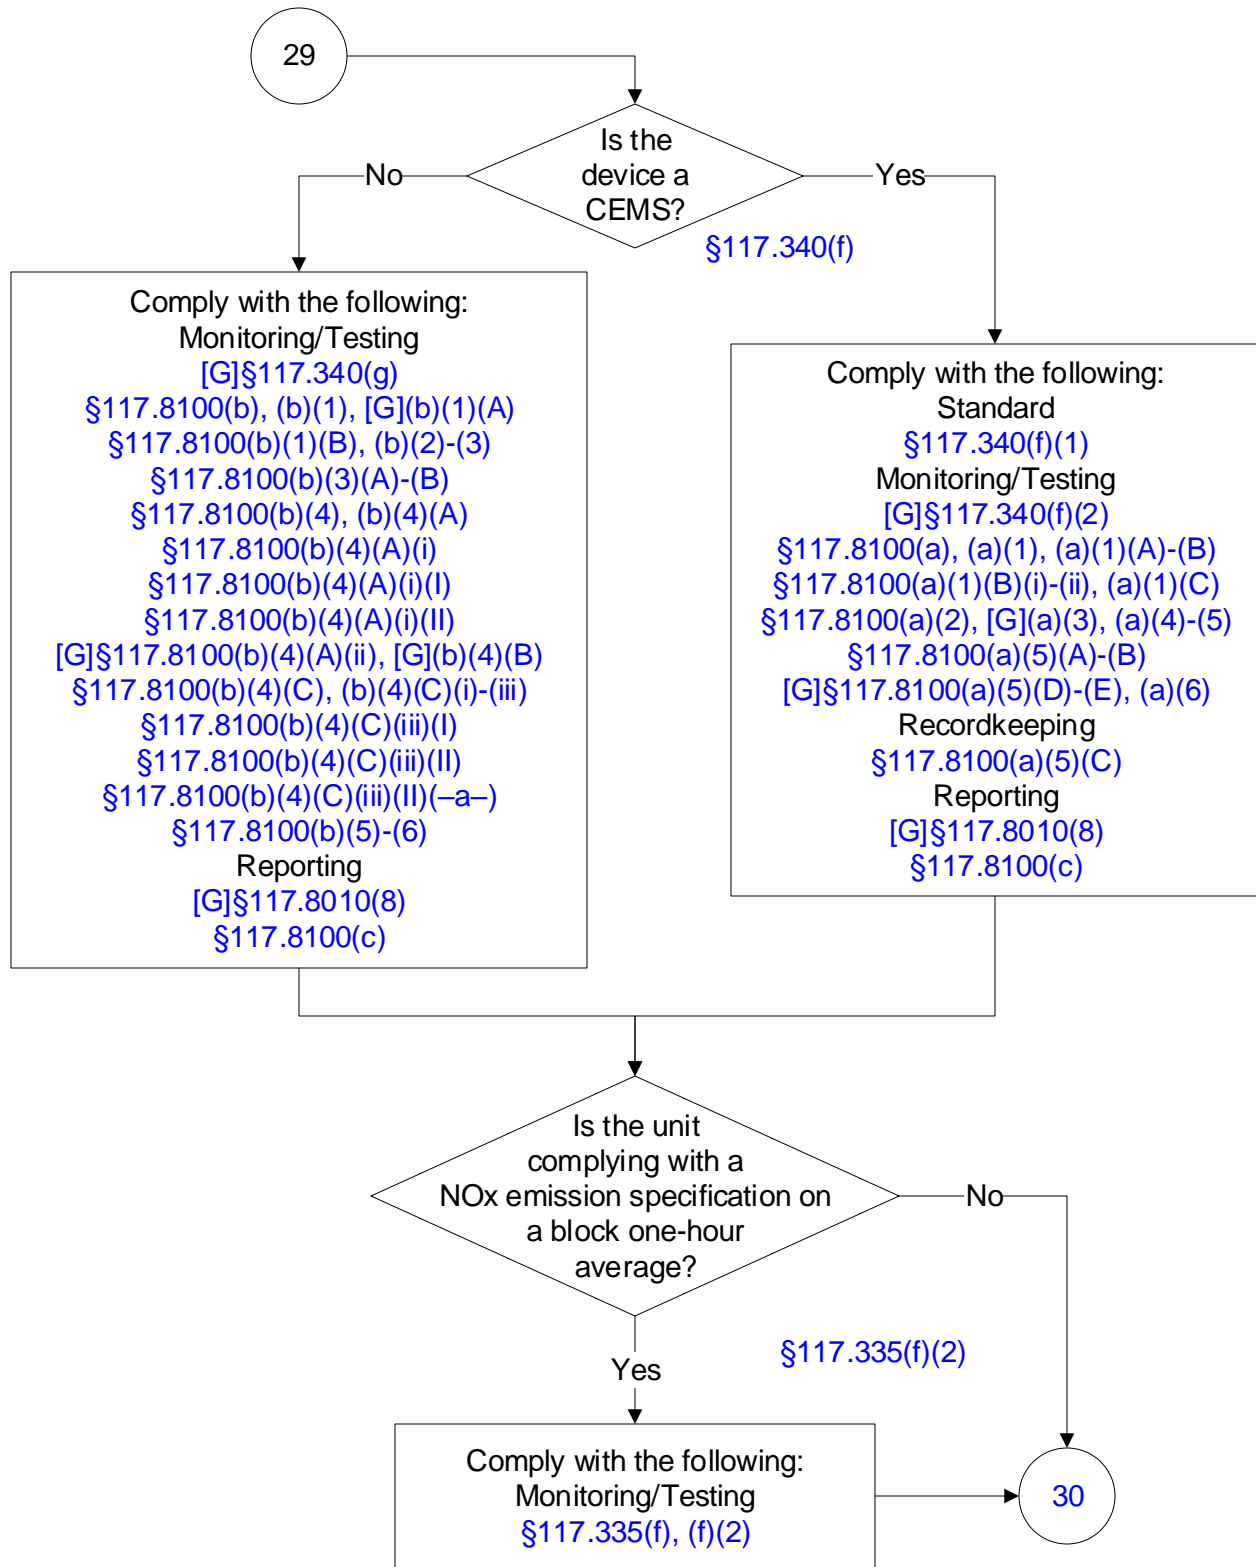 29
Is the
device a
CEMS?
No
Yes
§117.340(f)
Comply with the following:
Monitoring/Testing
[G]§117.340(g)
§117.8100(b), (b)(1), [G](b)(1)(A)
§117.8100(b)(1)(B), (b)(2)-(3)
§117.8100(b)(3)(A)-(B)
§117.8100(b)(4), (b)(4)(A)
§117.8100(b)(4)(A)(i)
§117.8100(b)(4)(A)(i)(I)
§117.8100(b)(4)(A)(i)(II)
[G]§117.8100(b)(4)(A)(ii), [G](b)(4)(B)
§117.8100(b)(4)(C), (b)(4)(C)(i)-(iii)
§117.8100(b)(4)(C)(iii)(I)
§117.8100(b)(4)(C)(iii)(II)
§117.8100(b)(4)(C)(iii)(II)(–a–)
§117.8100(b)(5)-(6)
Reporting
[G]§117.8010(8)
§117.8100(c)
Comply with the following:
Standard
§117.340(f)(1)
Monitoring/Testing
[G]§117.340(f)(2)
§117.8100(a), (a)(1), (a)(1)(A)-(B)
§117.8100(a)(1)(B)(i)-(ii), (a)(1)(C)
§117.8100(a)(2), [G](a)(3), (a)(4)-(5)
§117.8100(a)(5)(A)-(B)
[G]§117.8100(a)(5)(D)-(E), (a)(6)
Recordkeeping
§117.8100(a)(5)(C)
Reporting
[G]§117.8010(8)
§117.8100(c)
Is the unit
complying with a
NOx emission specification on
a block one-hour
average?
No
Yes
§117.335(f)(2)
Comply with the following:
Monitoring/Testing
§117.335(f), (f)(2)
30